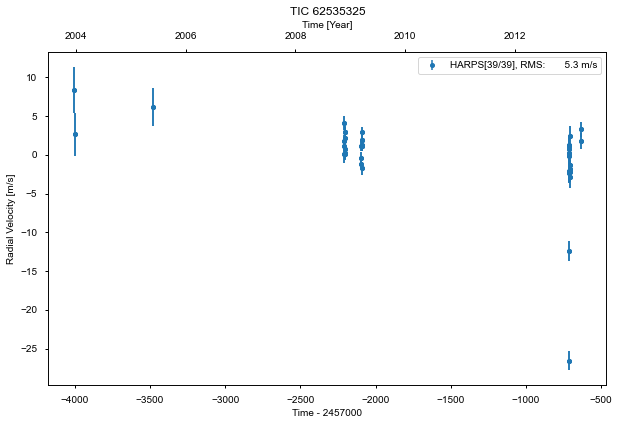 TIC 62535325
Time [Year]
2004 2006 2008 2010 2012
HARPS[39/39], RMS: 5.3 m/s
10
5
0
−5
−10
−15
−20
−25
Radial Velocity [m/s]
−4000 −3500 −3000 −2500 −2000 −1500 −1000 −500
Time - 2457000